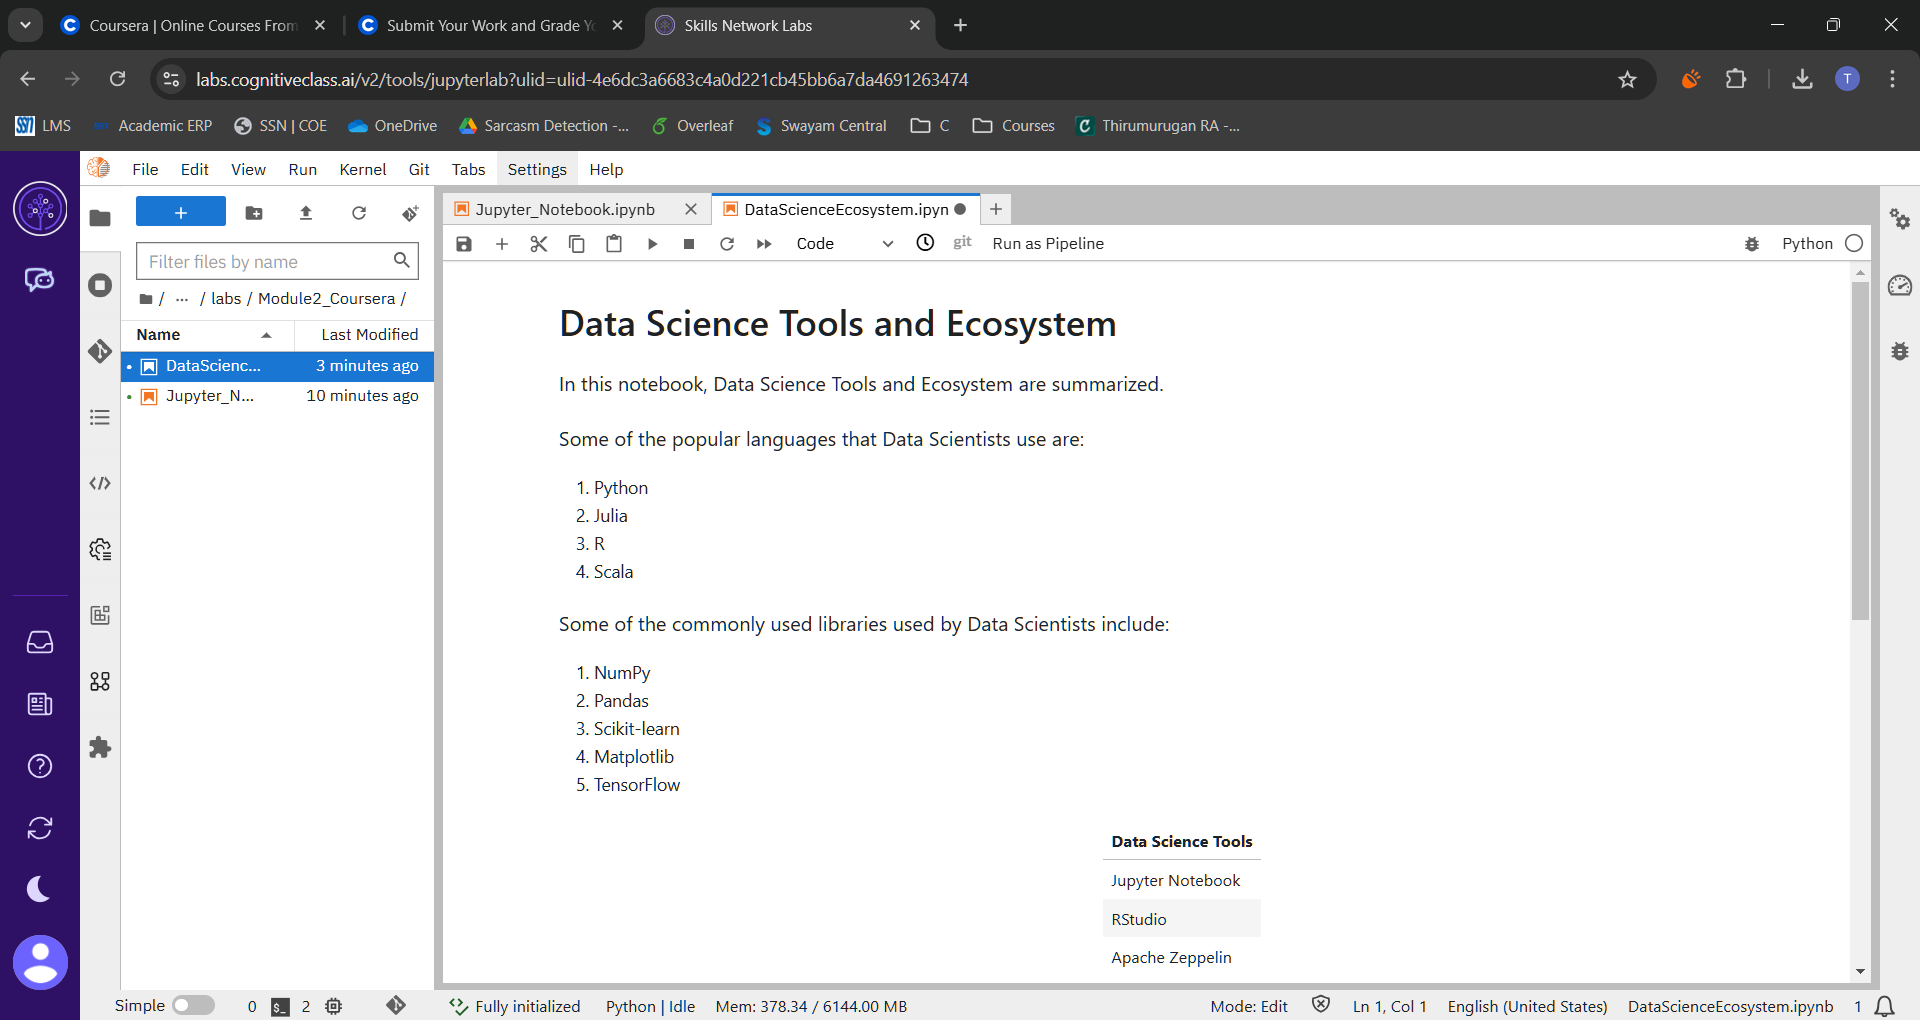 Coursera | Online Courses From
Submit Your Work and Grade Yo
Skills Network Labs
labs.cognitiveclass.ai/v2/tools/jupyterlab?ulid=ulid-4e6dc3a6683c4a0d221cb45bb6a7da4691263474
T
LMS
Academic ERP
SSN | COE
OneDrive
Sarcasm Detection -...
Overleaf
Swayam Central
C
Courses
Thirumurugan RA -...
File Edit View Run Kernel Git Tabs Settings Help
Jupyter_Notebook.ipynb
DataScienceEcosystem.ipyn
Code
git
Run as Pipeline
Python
Filter files by name
/ ... / labs / Module2_Coursera /
Name Last Modified
DataScienc... 3 minutes ago
Jupyter_N... 10 minutes ago
Data Science Tools and Ecosystem
In this notebook, Data Science Tools and Ecosystem are summarized.
Some of the popular languages that Data Scientists use are:
1. Python
2. Julia
3. R
4. Scala
Some of the commonly used libraries used by Data Scientists include:
1. NumPy
2. Pandas
3. Scikit-learn
4. Matplotlib
5. TensorFlow
Data Science Tools
Jupyter Notebook
RStudio
Apache Zeppelin
Simple 0 2 Fully initialized Python | Idle Mem: 378.34 / 6144.00 MB Mode: Edit Ln 1, Col 1 English (United States) DataScienceEcosystem.ipynb 1